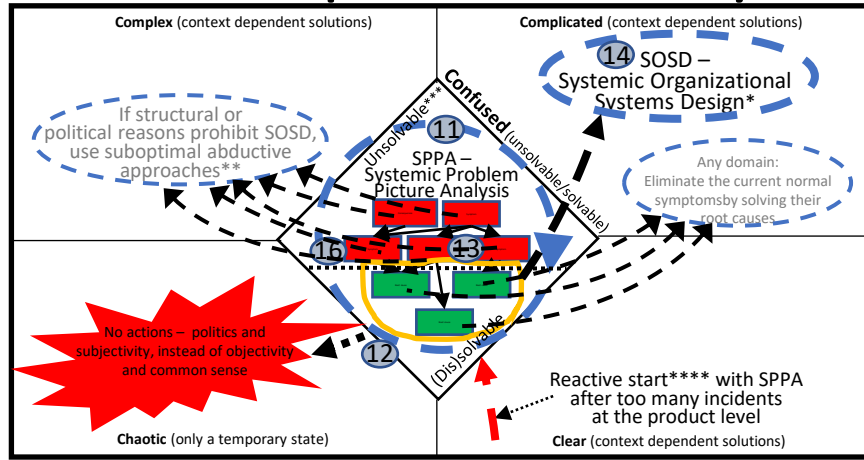 Complex (context dependent solutions)
Complicated (context dependent solutions)
14
SOSD –
Systemic Organizational
Systems Design*
If structural or
political reasons prohibit SOSD,
use suboptimal abductive
approaches**
Unsolvable***
Confused (unsolvable/solvable)
11
SPPA –
Systemic Problem
Picture Analysis
Any domain:
Eliminate the current normal
symptomsby solving their
root causes
16
13
No actions – politics and
subjectivity, instead of objectivity
and common sense
12
(Dis)solvable
Reactive start**** with SPPA
after too many incidents
at the product level
Chaotic (only a temporary state)
Clear (context dependent solutions)